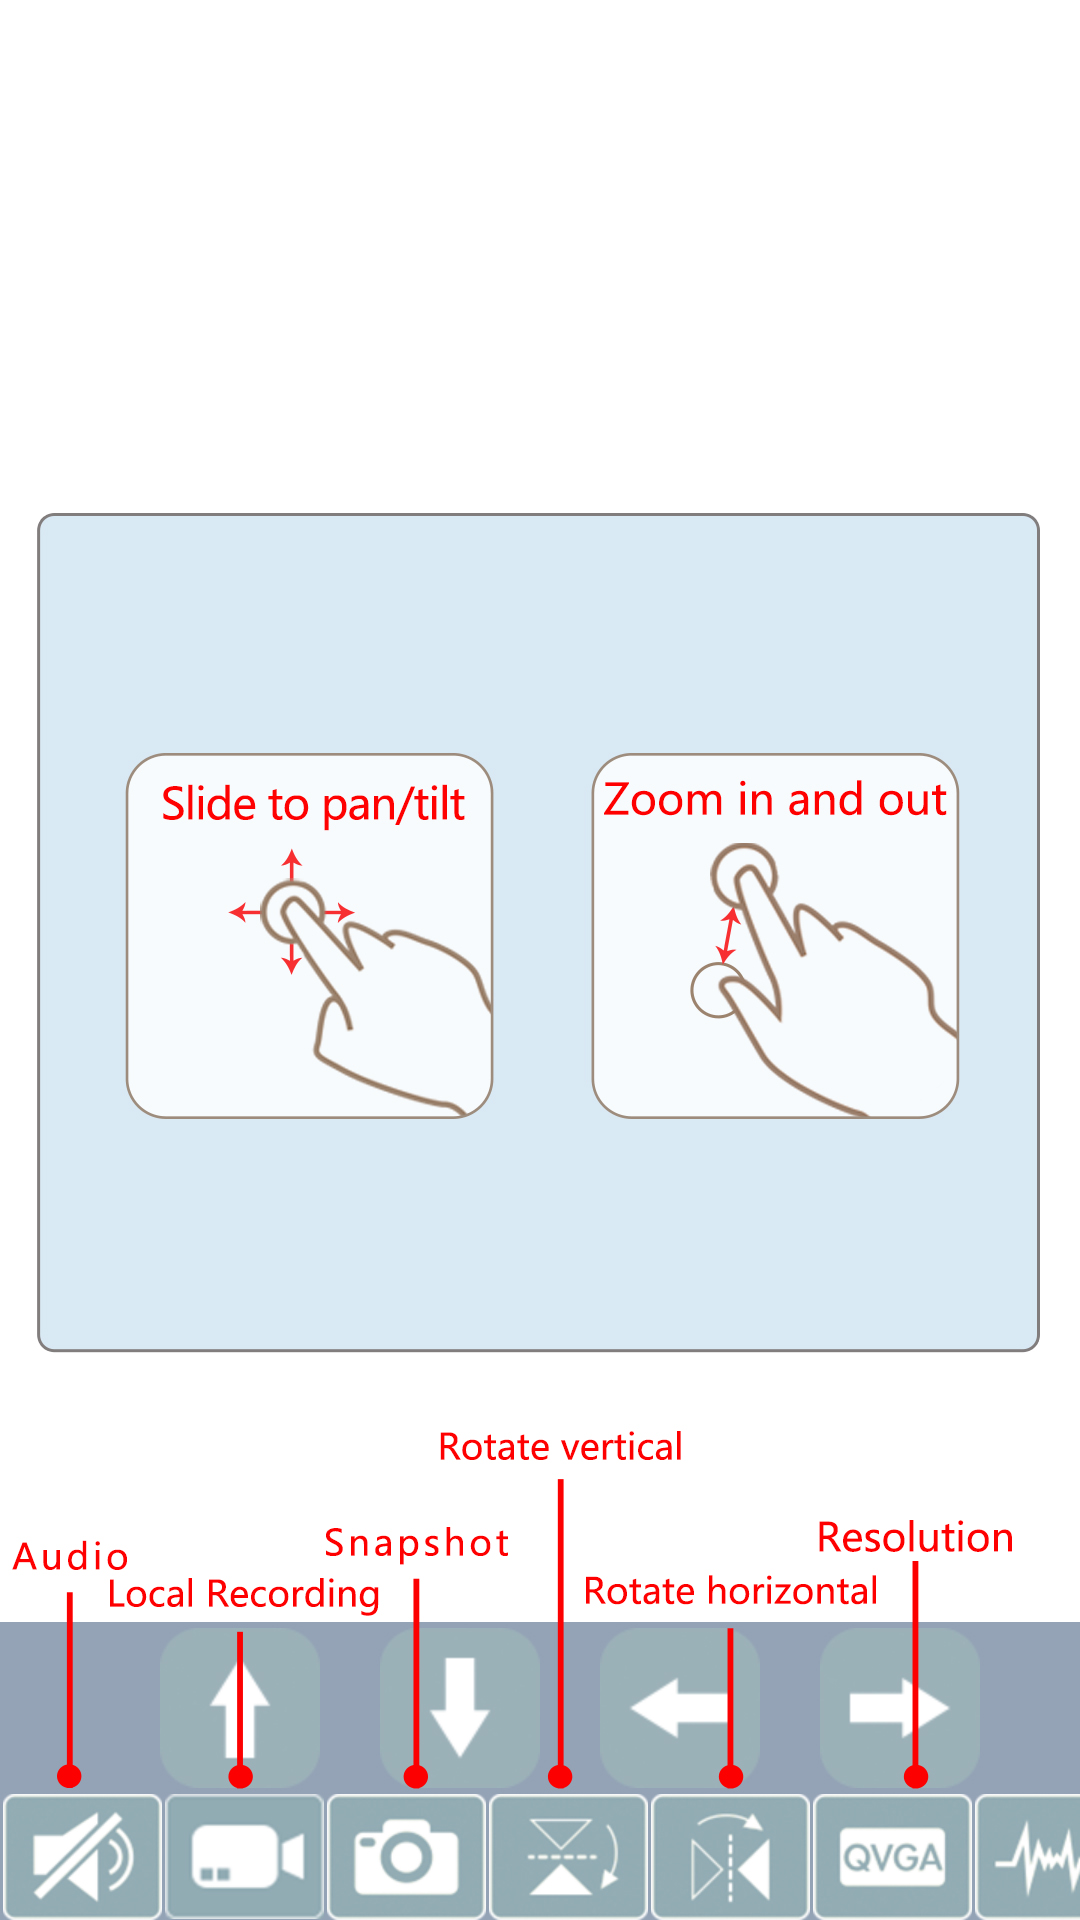 Slide to pan/tilt
Zoom in and out
Rotate vertical
Snapshot
Resolution
Audio
Local Recording
Rotate horizontal
QVGA